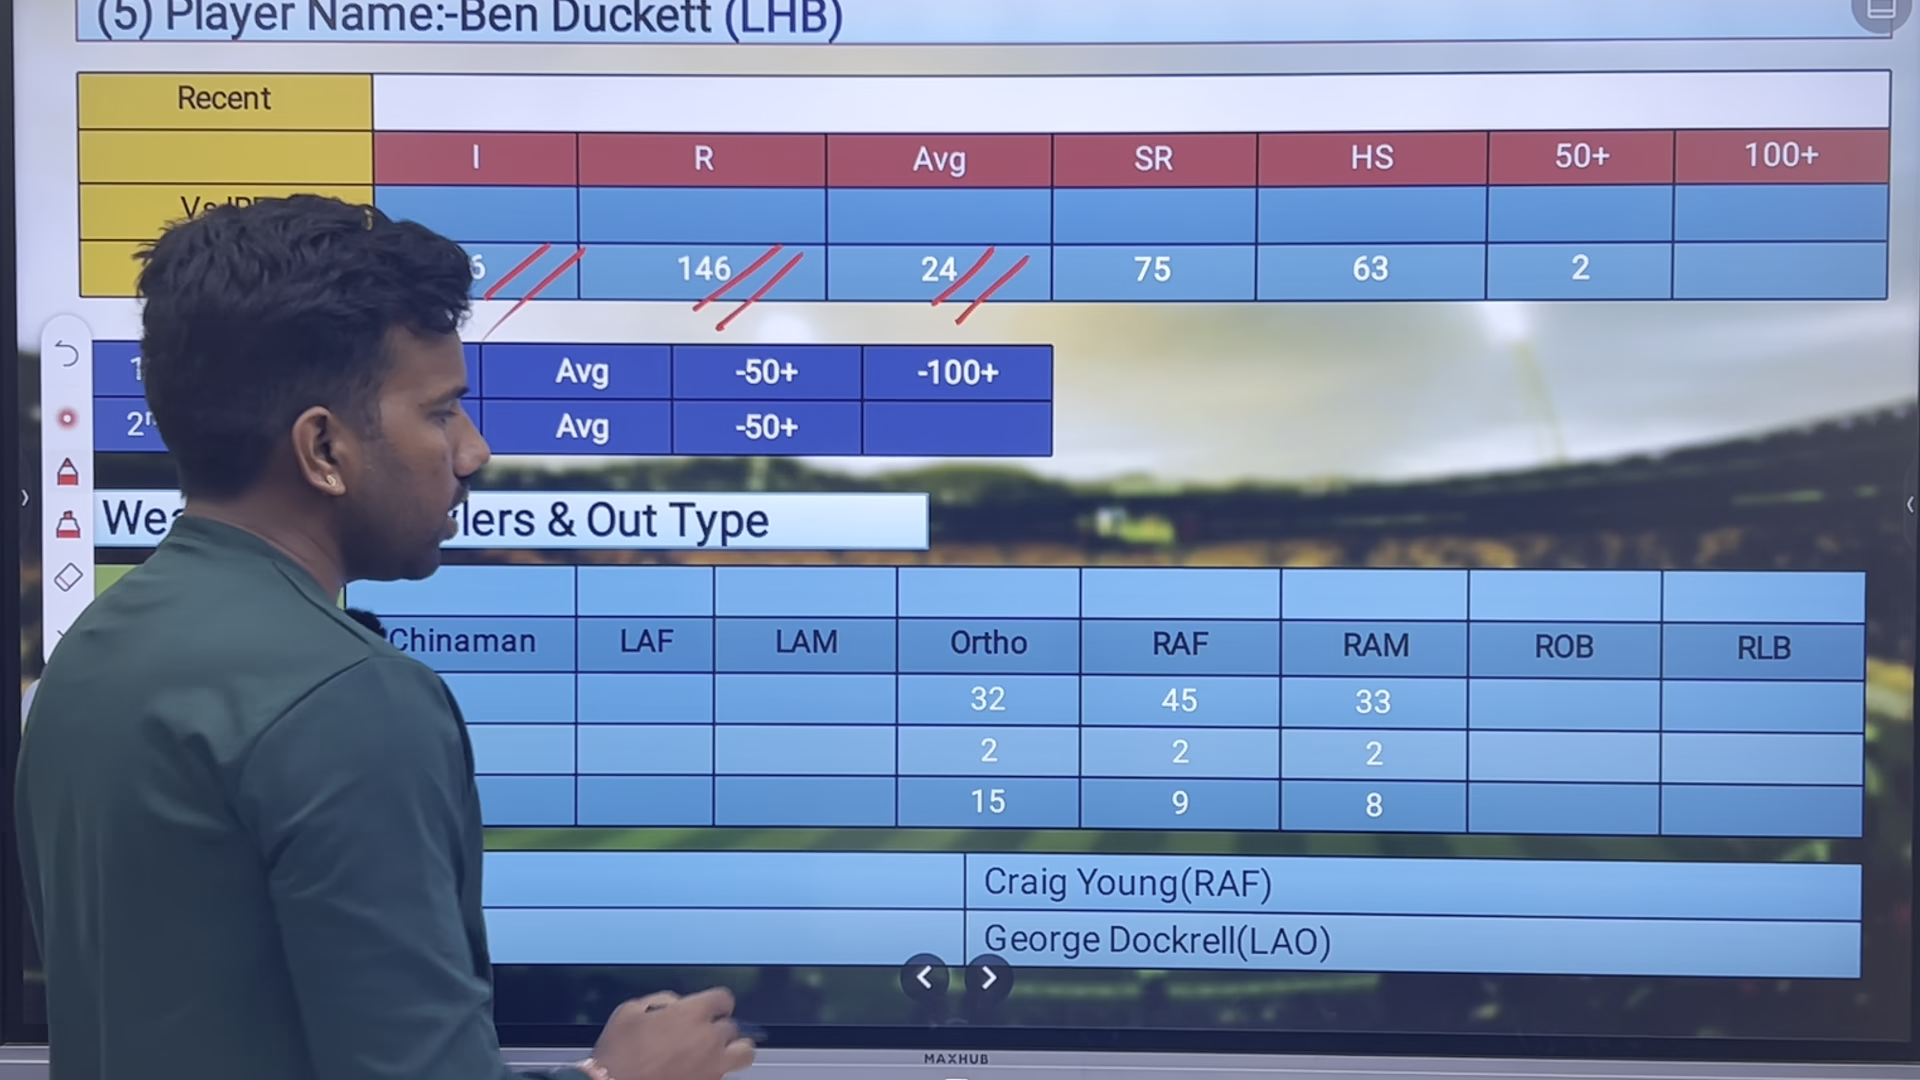 (5) Player Name:-Ben Duckett (LHB)
Recent
I R Avg SR HS 50+ 100+
6 146 24 75 63 2
Avg -50+ -100+
Avg -50+
& Out Type
Chinaman LAF LAM Ortho RAF RAM ROB RLB
32 45 33
2 2 2
15 9 8
Craig Young(RAF)
George Dockrell(LAO)
MAXHUB